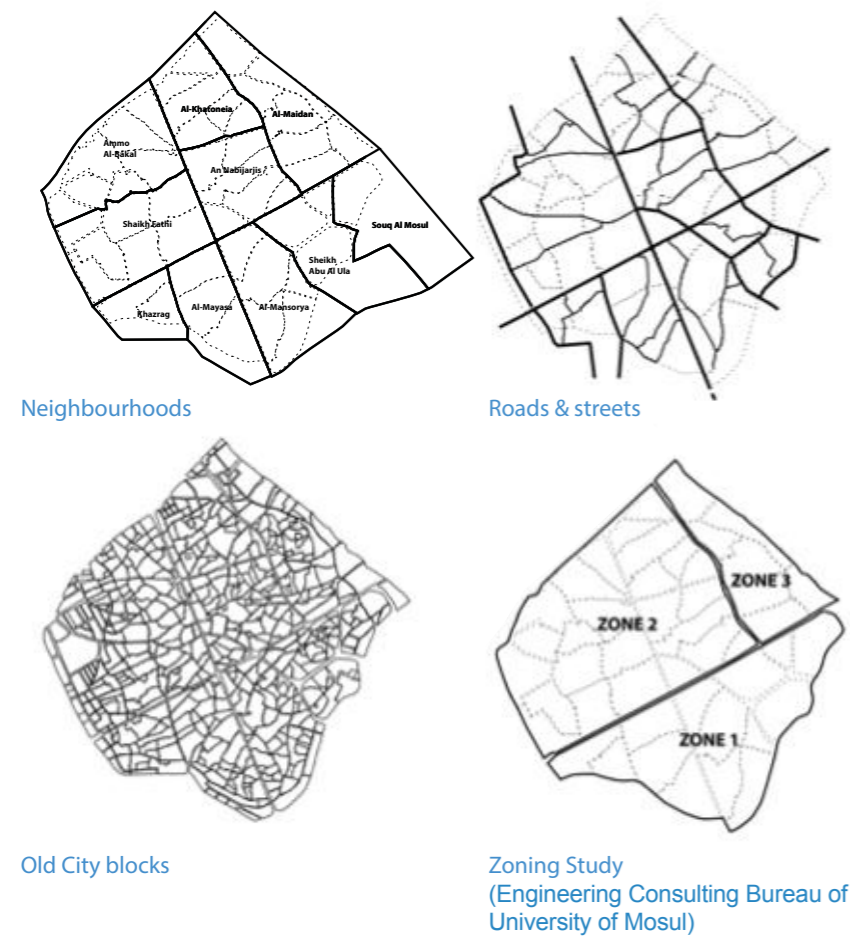 Al-Khatoneia
Al-Maidan
Ammo
Al-Bakal
An Nabijarjis
Shaikh Fathi
Souq Al Mosul
Sheikh
Abu Al Ula
Khazrag
Al-Mayasa
Al-Mansorya
Neighbourhoods
Roads & streets
ZONE 3
ZONE 2
ZONE 1
Old City blocks
Zoning Study
(Engineering Consulting Bureau of
University of Mosul)